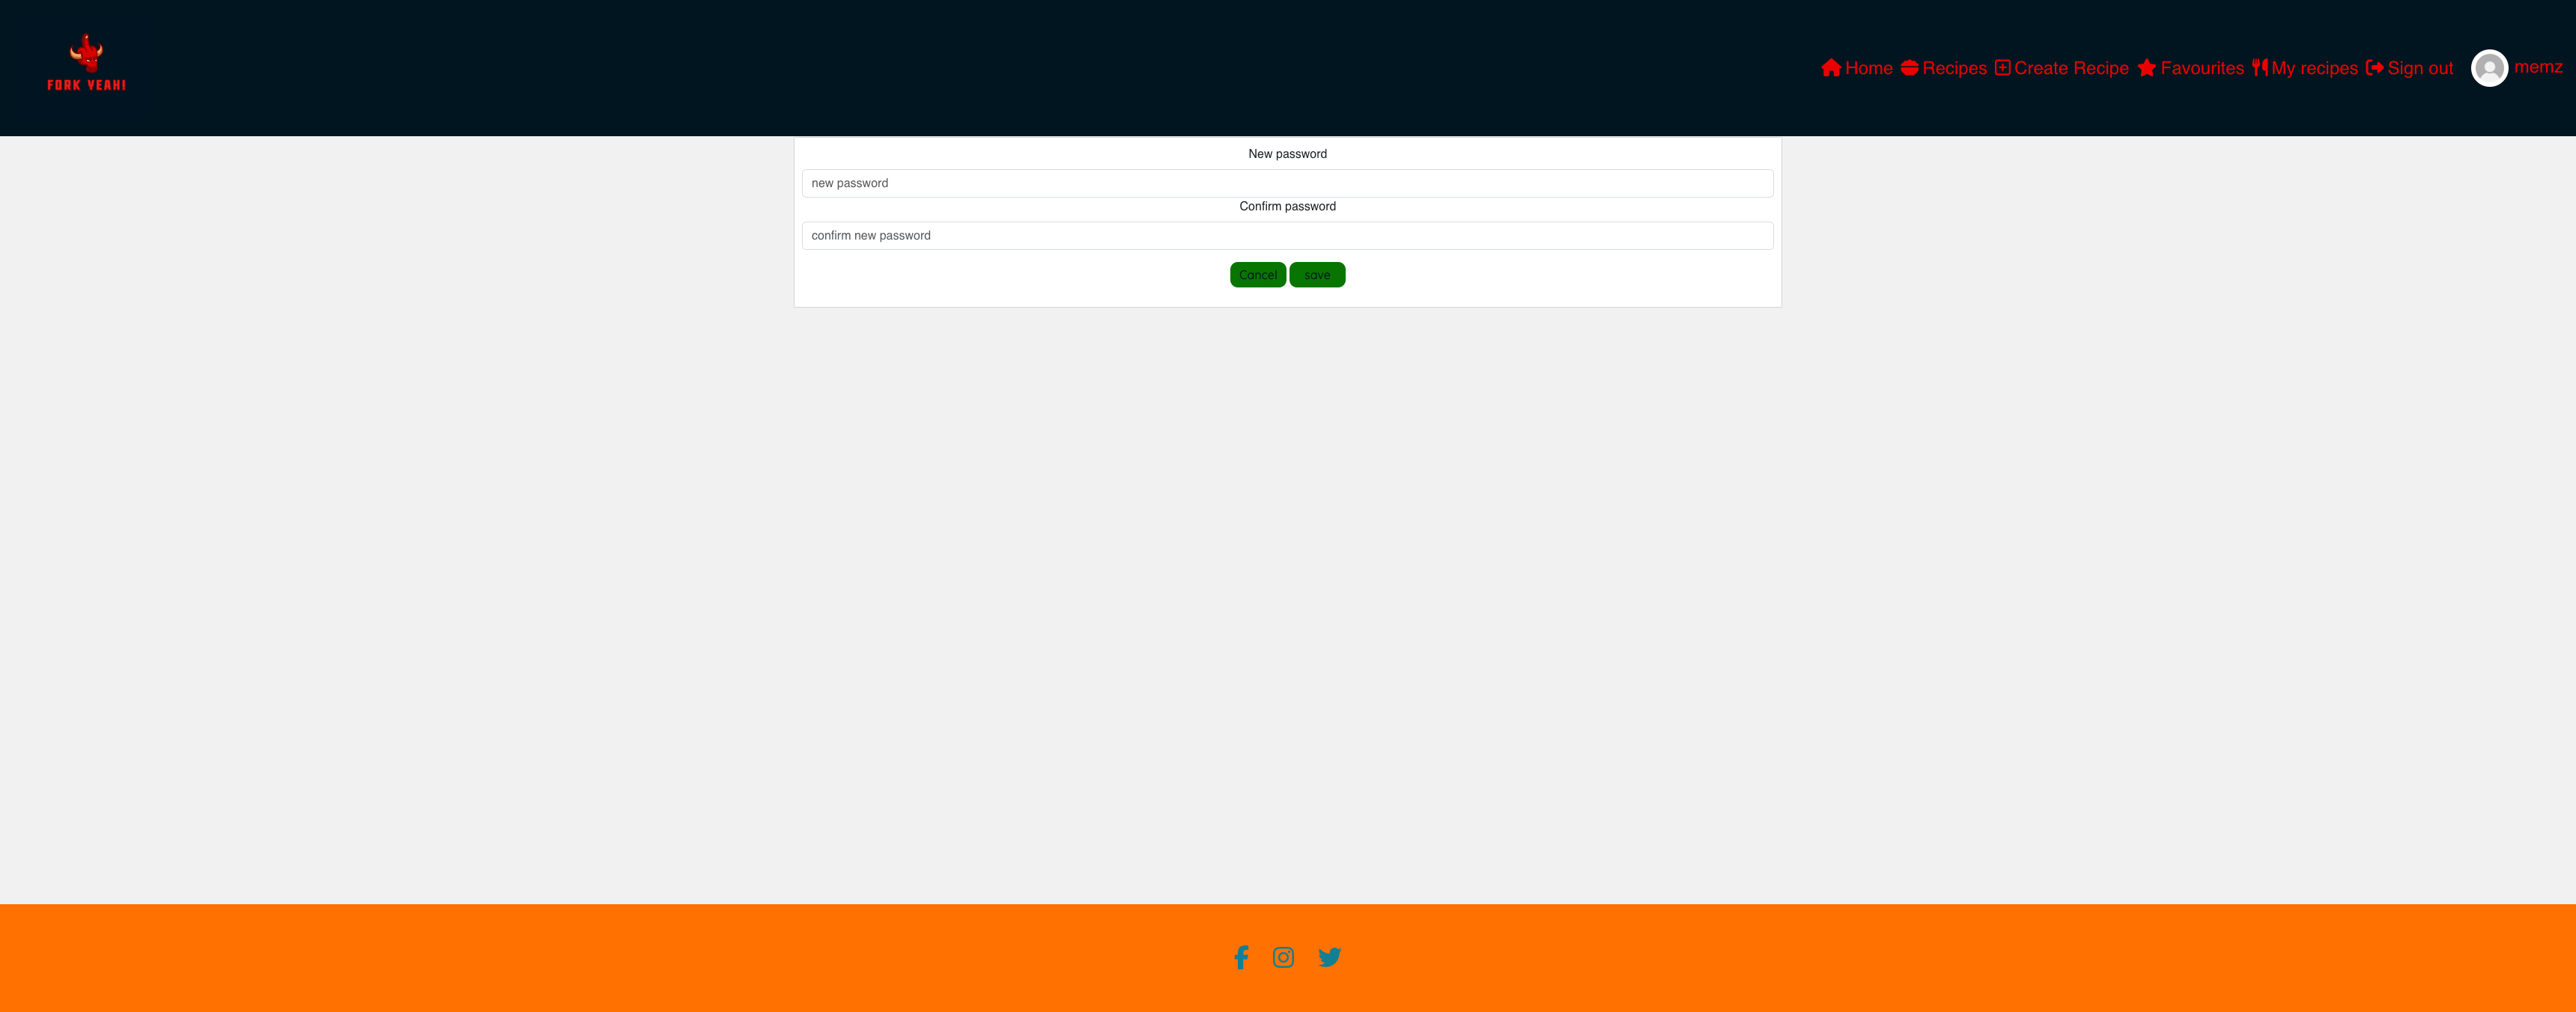 FORK YEAH!
Home Recipes Create Recipe Favourites My recipes Sign out memz
New password
new password
Confirm password
confirm new password
Cancel save